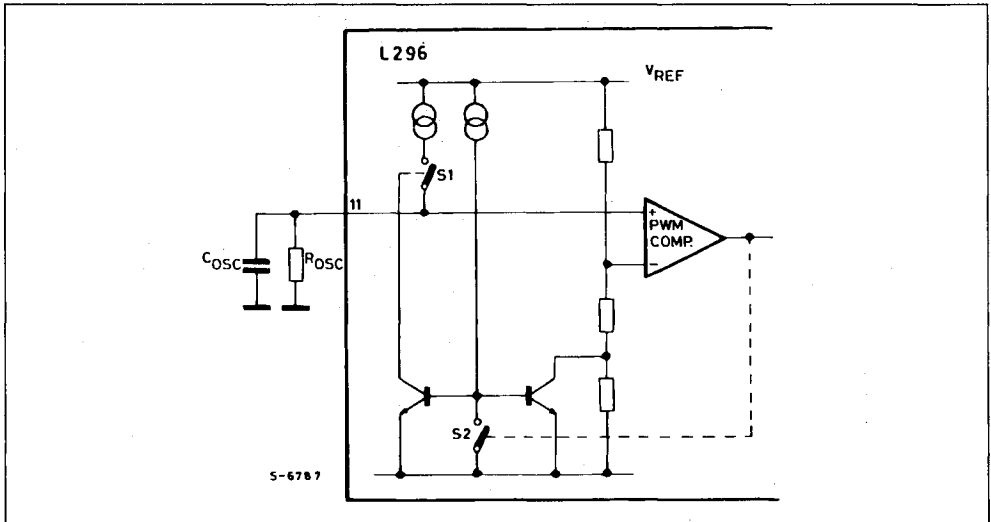 L296
VREF
S1
11
+
PWM
COMP.
−
COSC
ROSC
S2
S-6787